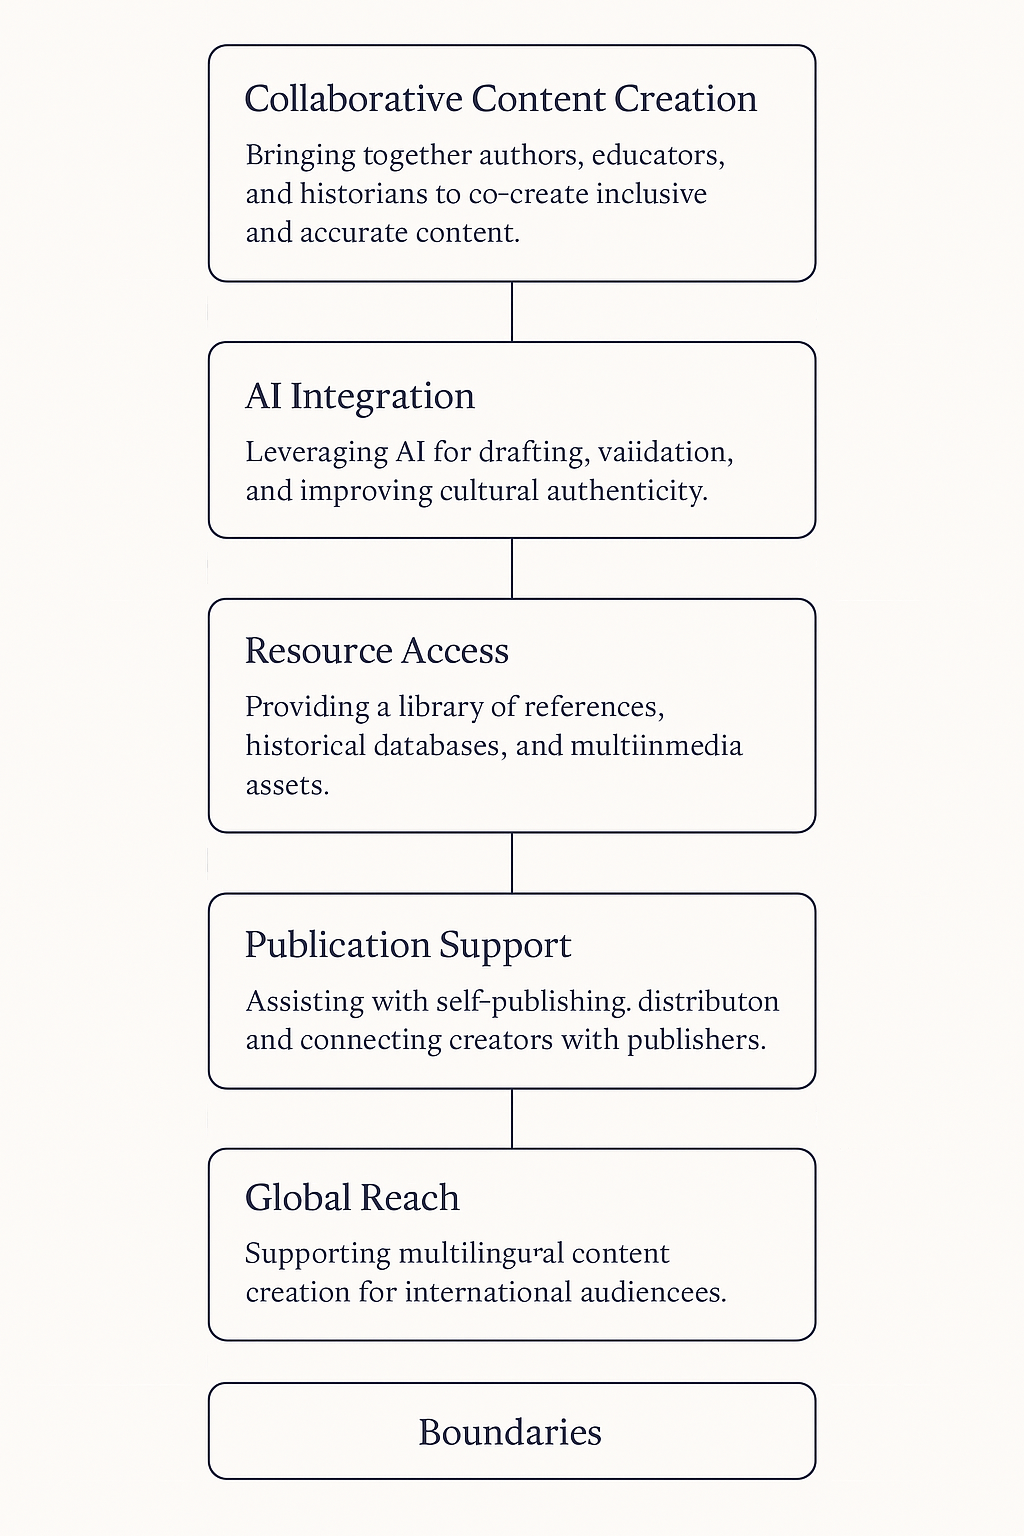 Collaborative Content Creation
Bringing together authors, educators,
and historians to co-create inclusive
and accurate content.
AI Integration
Leveraging AI for drafting, vaiidation,
and improving cultural authenticity.
Resource Access
Providing a library of references,
historical databases, and multiinmedia
assets.
Publication Support
Assisting with self-publishing. distributon
and connecting creators with publishers.
Global Reach
Supporting multilingural content
creation for international audiencees.
Boundaries